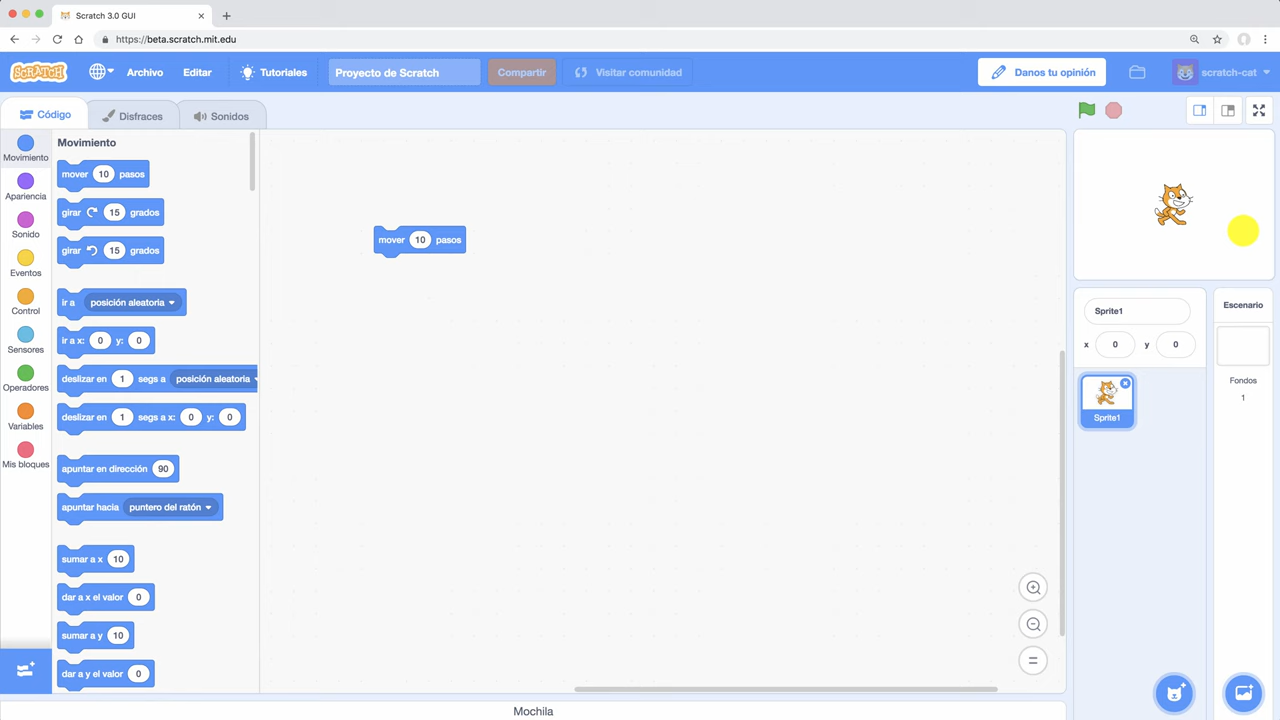 Scratch 3.0 GUI
https://beta.scratch.mit.edu
SCRATCH
Archivo
Editar
Tutoriales
Proyecto de Scratch
Compartir
Visitar comunidad
Danos tu opinión
scratch-cat
Código
Disfraces
Sonidos
Movimiento
Apariencia
Sonido
Eventos
Control
Sensores
Operadores
Variables
Mis bloques
Movimiento
mover 10 pasos
girar 15 grados
girar 15 grados
ir a posición aleatoria
ir a x: 0 y: 0
deslizar en 1 segs a posición aleatoria
deslizar en 1 segs a x: 0 y: 0
apuntar en dirección 90
apuntar hacia puntero del ratón
sumar a x 10
dar a x el valor 0
sumar a y 10
dar a y el valor 0
mover 10 pasos
Sprite1
x 0 y 0
Sprite1
Escenario
Fondos
1
Mochila